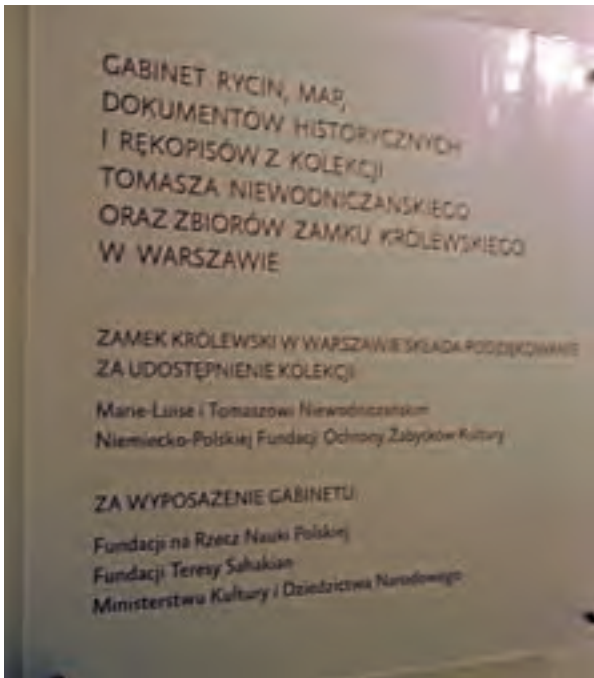 GABINET RYCIN, MAP,
DOKUMENTÓW HISTORYCZNYCH
I RĘKOPISÓW Z KOLEKCJI
TOMASZA NIEWODNICZAŃSKIEGO
ORAZ ZBIORÓW ZAMKU KRÓLEWSKIEGO
W WARSZAWIE
ZAMEK KRÓLEWSKI W WARSZAWIE SKŁADA PODZIĘKOWANIE
ZA UDOSTĘPNIENIE KOLEKCJI:
Marie-Luise i Tomaszowi Niewodniczańskim
Niemiecko-Polskiej Fundacji Ochrony Zabytków Kultury
ZA WYPOSAŻENIE GABINETU:
Fundacji na Rzecz Nauki Polskiej
Fundacji Teresy Sahakian
Ministerstwu Kultury i Dziedzictwa Narodowego